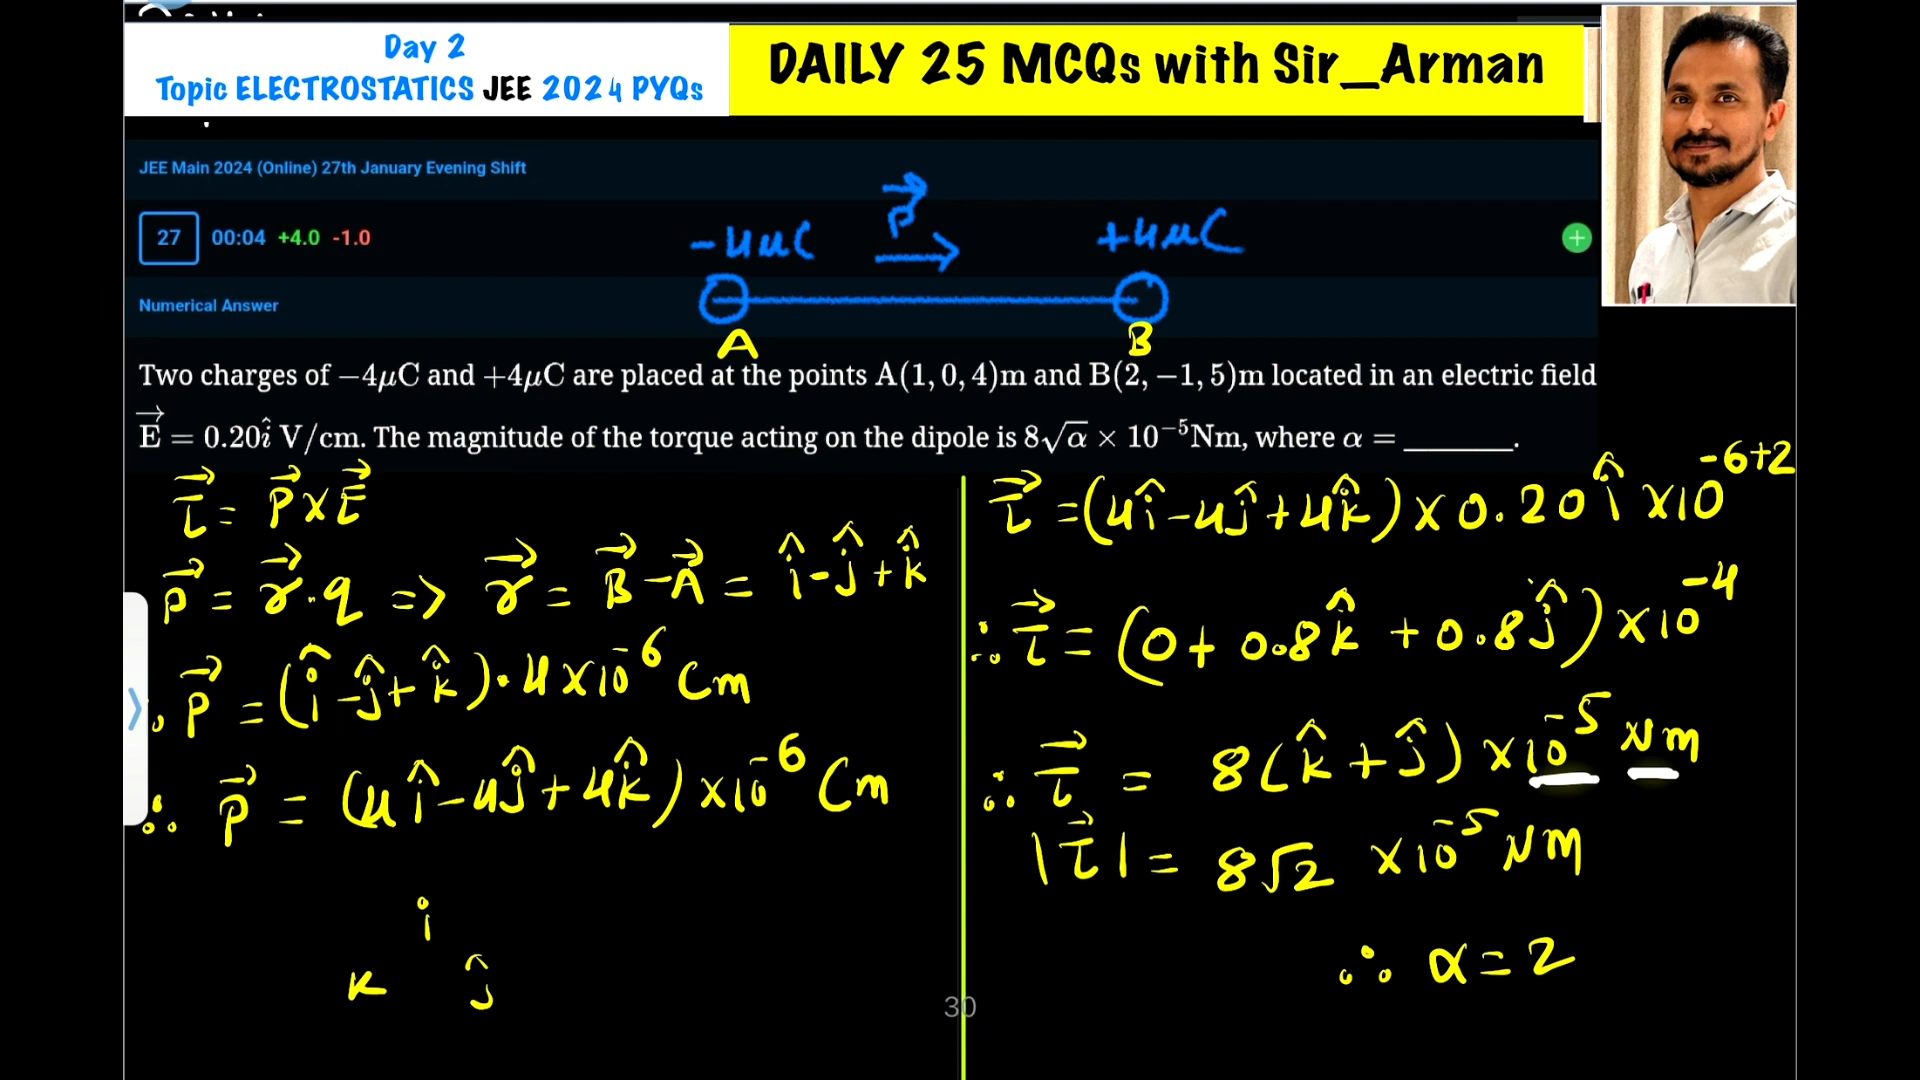 Day 2
Topic ELECTROSTATICS JEE 2024 PYQs
DAILY 25 MCQs with Sir_Arman
JEE Main 2024 (Online) 27th January Evening Shift
27 00:04 +4.0 -1.0
Numerical Answer
-4μC p⃗ +4μC
A B
Two charges of −4μC and +4μC are placed at the points A(1, 0, 4)m and B(2, −1, 5)m located in an electric field
E⃗ = 0.20î V/cm. The magnitude of the torque acting on the dipole is 8√α × 10⁻⁵Nm, where α = ______.
τ⃗ = p⃗ × E⃗
p⃗ = r⃗.q => r⃗ = B⃗ - A⃗ = î - ĵ + k̂
∴ p⃗ = (î - ĵ + k̂)·4×10⁻⁶ Cm
∴ p⃗ = (4î - 4ĵ + 4k̂) ×10⁻⁶ Cm
i
k ĵ
τ⃗ = (4î - 4ĵ + 4k̂) × 0.20 î ×10⁻⁶⁺²
∴ τ⃗ = (0 + 0.8k̂ + 0.8ĵ) ×10⁻⁴
∴ τ⃗ = 8(k̂ + ĵ) ×10⁻⁵ Nm
|τ⃗| = 8√2 ×10⁻⁵ Nm
∴ α = 2
30